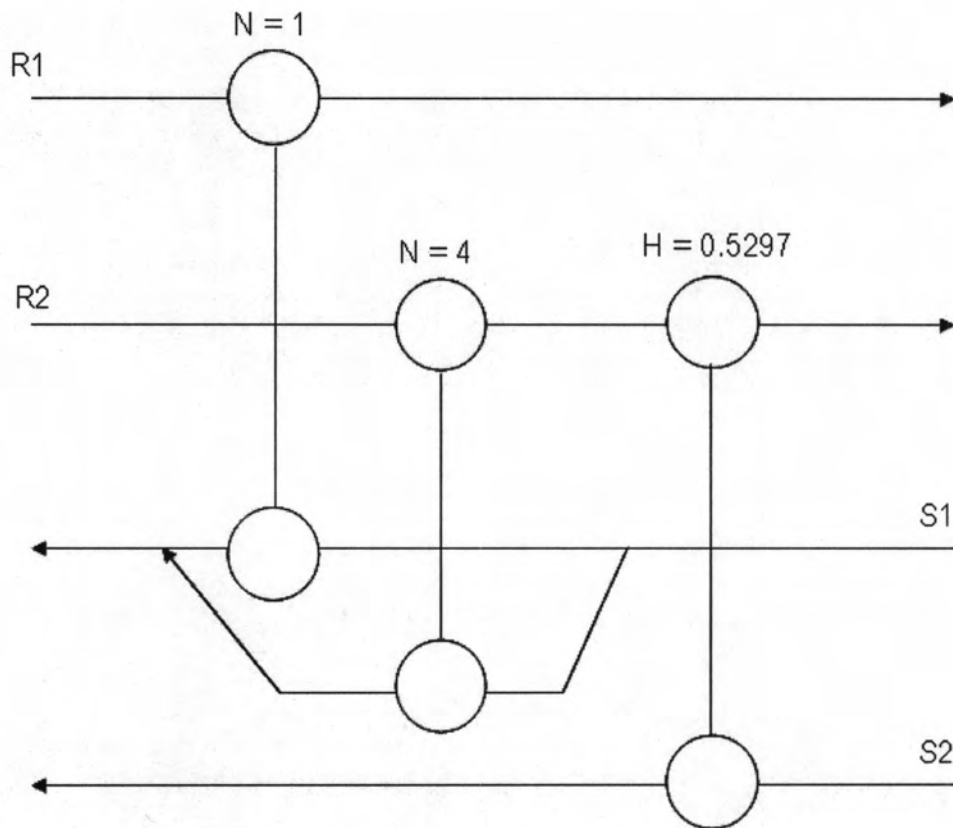 N = 1
R1
N = 4
H = 0.5297
R2
S1
S2